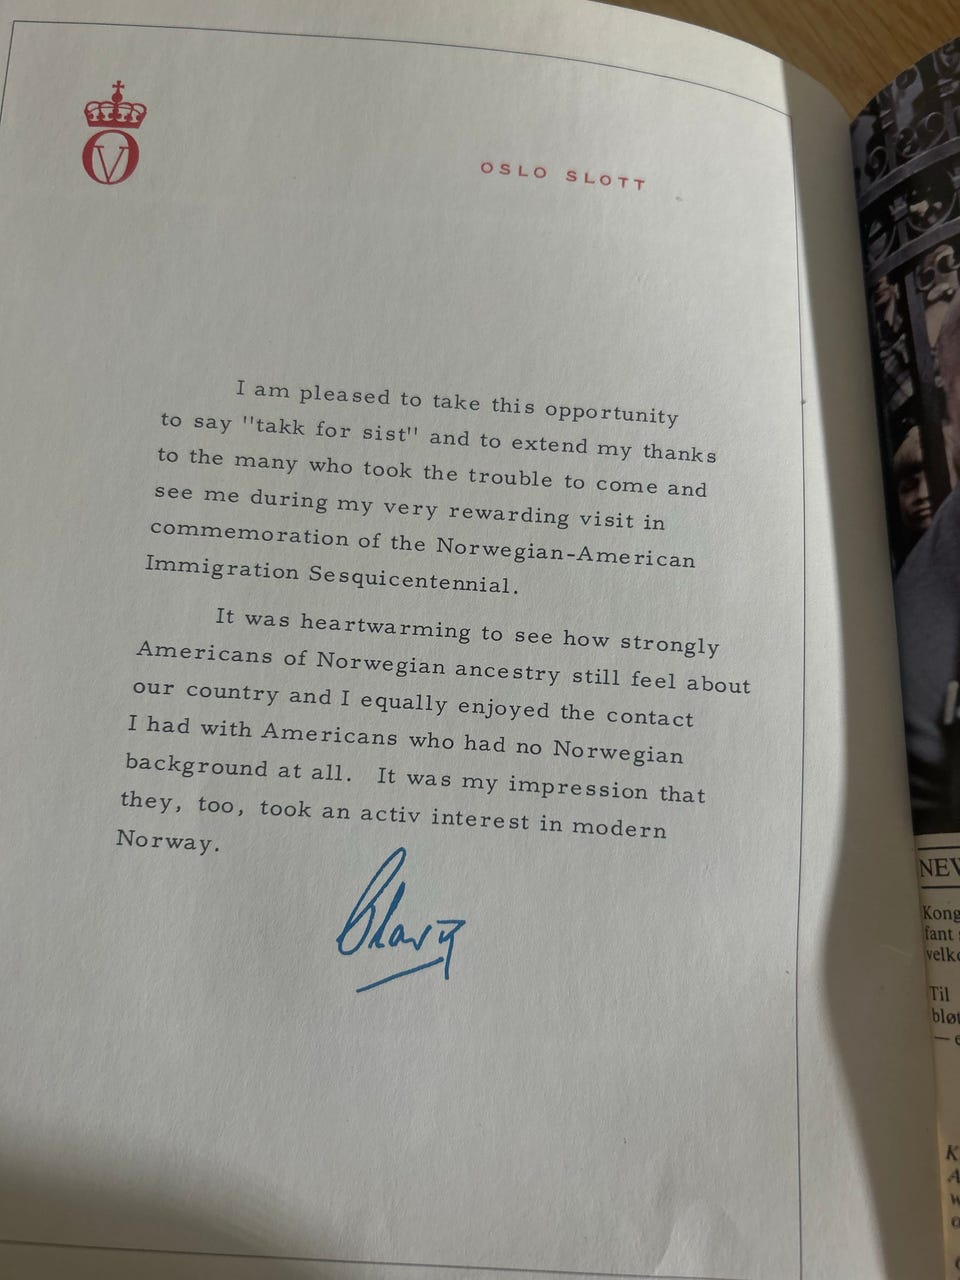 OSLO SLOTT
I am pleased to take this opportunity
to say "takk for sist" and to extend my thanks
to the many who took the trouble to come and
see me during my very rewarding visit in
commemoration of the Norwegian-American
Immigration Sesquicentennial.
It was heartwarming to see how strongly
Americans of Norwegian ancestry still feel about
our country and I equally enjoyed the contact
I had with Americans who had no Norwegian
background at all. It was my impression that
they, too, took an activ interest in modern
Norway.
Olav R
NEV
Kong
fant
velko
Til
bløt
— e